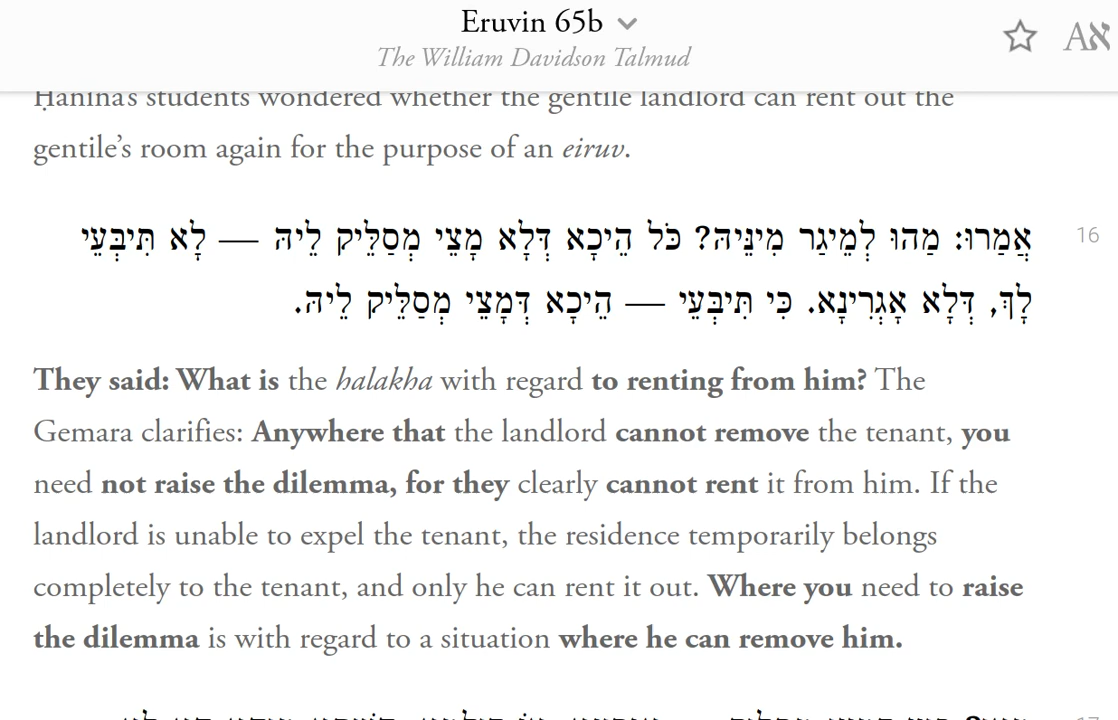 Eruvin 65b
The William Davidson Talmud
Aא
Ḥanina's students wondered whether the gentile landlord can rent out the
gentile’s room again for the purpose of an eiruv.
16
אֲמַרוּ: מַהוּ לְמֵיגַר מִינֵּיהּ? כֹּל הֵיכָא דְּלָא מָצֵי מְסַלֵּיק לֵיהּ — לָא תִּיבְּעֵי
לָךְ, דְּלָא אָגְרִינָא. כִּי תִּיבְּעֵי — הֵיכָא דְּמָצֵי מְסַלֵּיק לֵיהּ.
They said: What is the halakha with regard to renting from him? The
Gemara clarifies: Anywhere that the landlord cannot remove the tenant, you
need not raise the dilemma, for they clearly cannot rent it from him. If the
landlord is unable to expel the tenant, the residence temporarily belongs
completely to the tenant, and only he can rent it out. Where you need to raise
the dilemma is with regard to a situation where he can remove him.